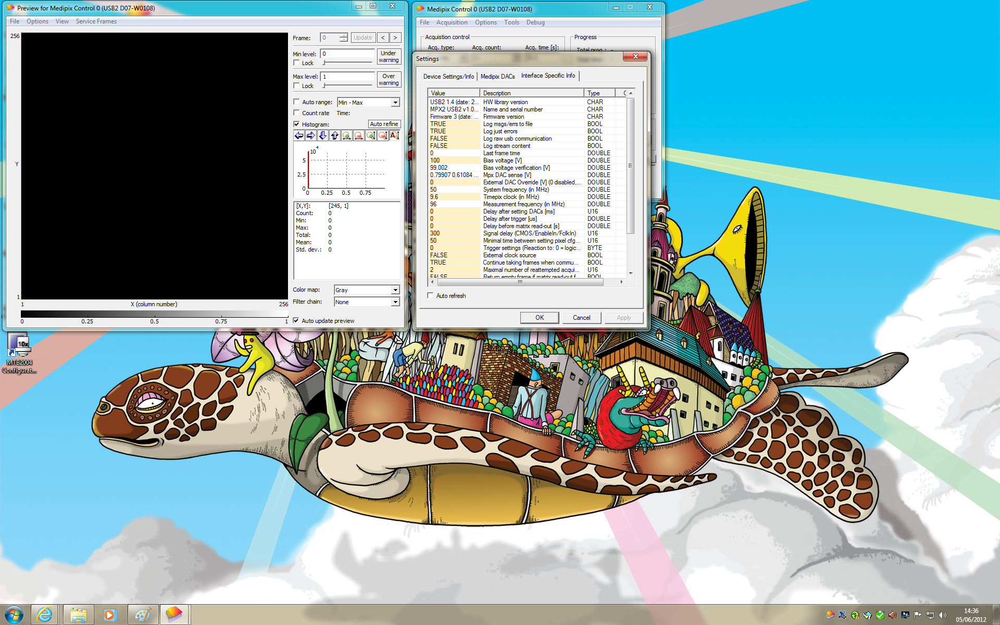 Preview for Medipix Control 0 (USB2 D07-W0108)
File Options View Service Frames
256
Y
1
1 X (column number) 256
0 0.25 0.5 0.75 1
Frame: 0 Update < >
Min level: 0 Under warning
Lock
Max level: 1 Over warning
Lock
Auto range: Min - Max
Count rate Time:
Histogram: Auto refine
10 4
5
2.5
0
0 0.25 0.5 0.75
[X,Y]: [245, 1]
Count: 0
Min: 0
Max: 0
Total: 0
Mean: 0
Std. dev.: 0
Color map: Gray
Filter chain: None
Auto update preview
Medipix Control 0 (USB2 D07-W0108)
File Acquisition Options Tools Debug
Acquistion control Progress
Acq. type: Acq. count: Acq. time [s]: Total prog.: -
Settings
Device Settings/Info Medipix DACs Interface Specific Info
Value Description Type C
USB2 1.4 (date: 2... HW library version CHAR
MPX2 USB2 v1.0... Name and serial number CHAR
Firmware 3 (date: ... Firmware version CHAR
TRUE Log msgs/errs to file BOOL
TRUE Log just errors BOOL
FALSE Log raw usb communication BOOL
FALSE Log stream content BOOL
0 Last frame time DOUBLE
100 Bias voltage [V] DOUBLE
99.002 Bias voltage verification [V] DOUBLE
0.79907 0.61084 ... Mpx DAC sense [V] DOUBLE
0 External DAC Override [V] (0 disabled,... DOUBLE
50 System frequency (in MHz) DOUBLE
9.6 Timepix clock (in MHz) DOUBLE
96 Measurement frequency (in MHz) DOUBLE
0 Delay after setting DACs [ms] U16
0 Delay after trigger [us] DOUBLE
0 Delay before matrix read-out [s] DOUBLE
300 Signal delay (CMOS/EnableIn/FclkIn) U16
50 Minimal time between setting pixel cfg... U16
0 Trigger settings (Reaction to: 0 = logic... BYTE
FALSE External clock source BOOL
TRUE Continue taking frames when commu... BOOL
2 Maximal number of reattempted acqui... U16
FALSE Return empty frame if matrix read-out f... BOOL
Auto refresh
OK Cancel Apply
10x
MTB2004
Configurat...
14:36
05/06/2012